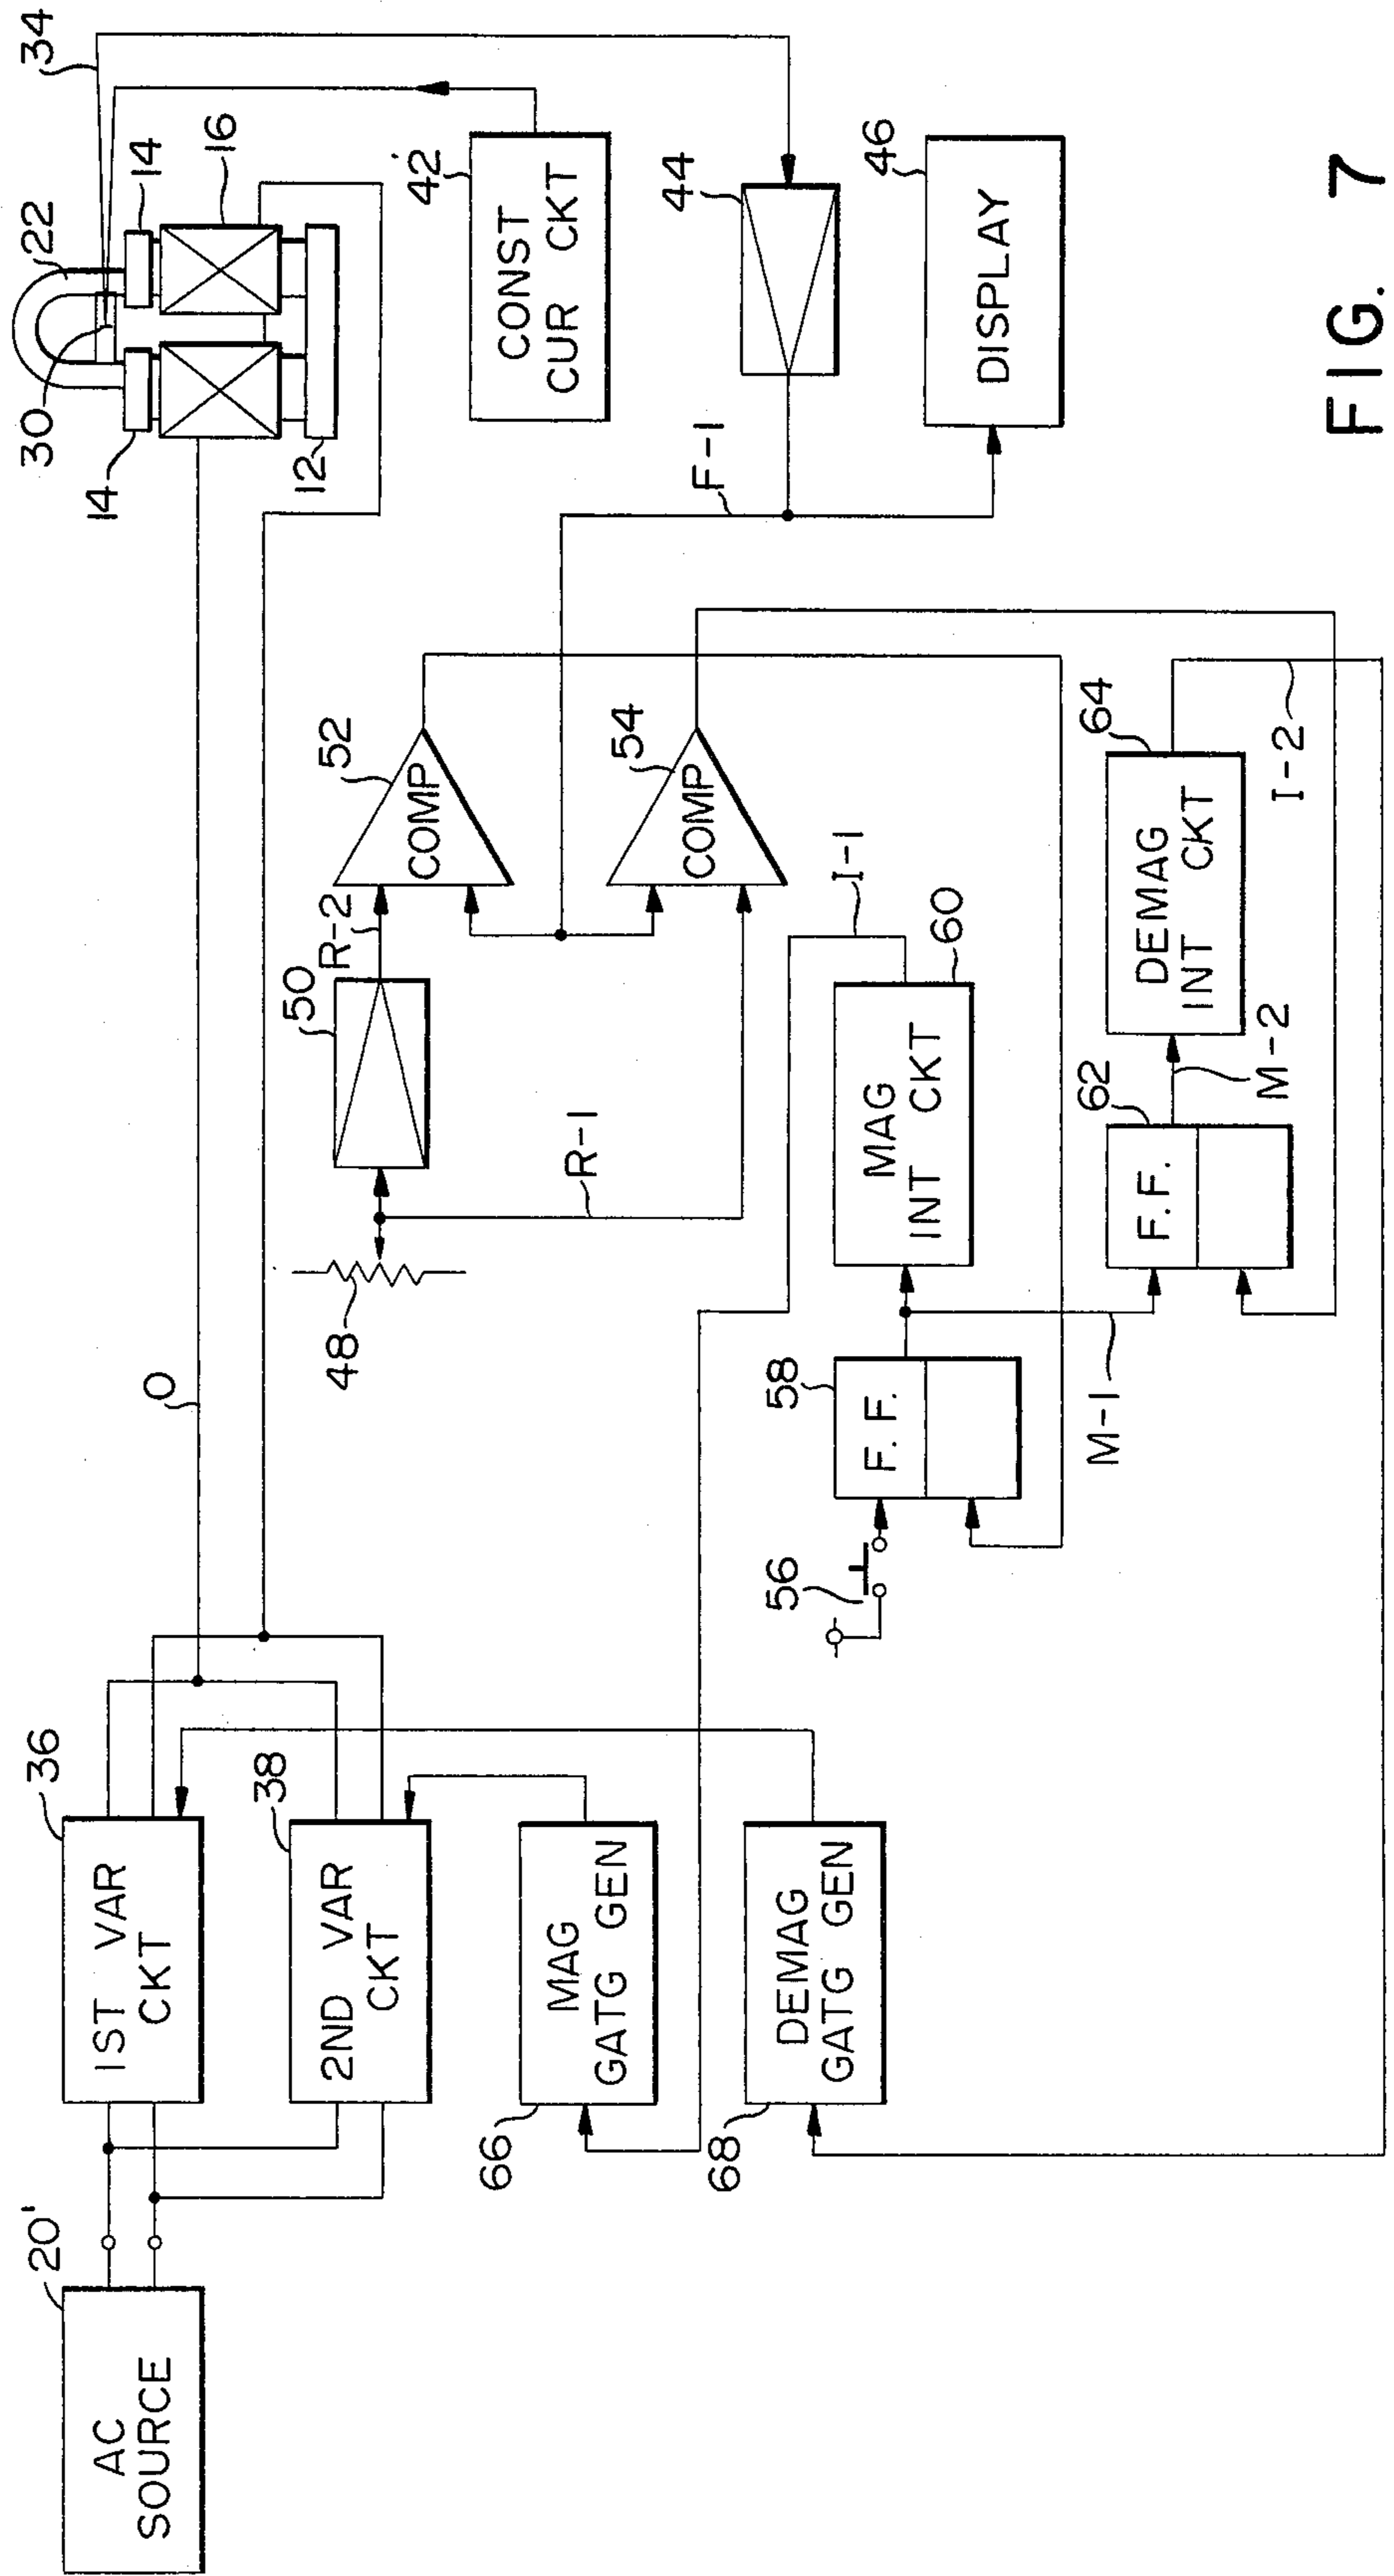 20'
AC
SOURCE
36
1ST VAR
CKT
38
2ND VAR
CKT
66
MAG
GATG GEN
68
DEMAG
GATG GEN
O
48
R-1
50
R-2
52
COMP
54
COMP
56
58
F.F.
M-1
MAG
INT CKT
60
I-1
62
F.F.
M-2
DEMAG
INT CKT
64
I-2
14
30
22
14
16
12
34
42
CONST
CUR CKT
44
F-1
46
DISPLAY
FIG. 7